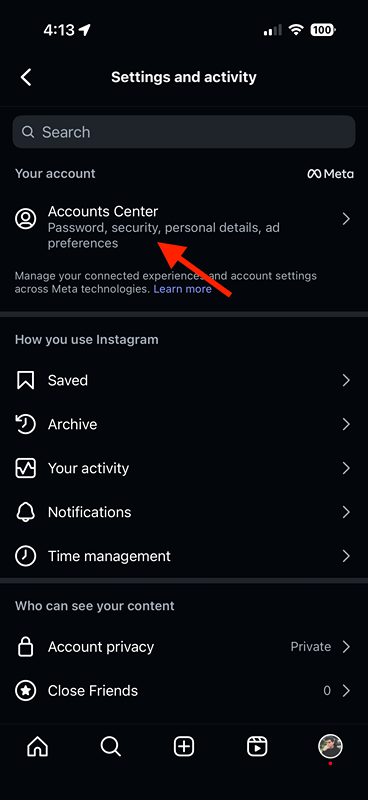 4:13
100
Settings and activity
Search
Your account
Meta
Accounts Center
Password, security, personal details, ad
preferences
Manage your connected experiences and account settings
across Meta technologies. Learn more
How you use Instagram
Saved
Archive
Your activity
Notifications
Time management
Who can see your content
Account privacy
Private
Close Friends
0